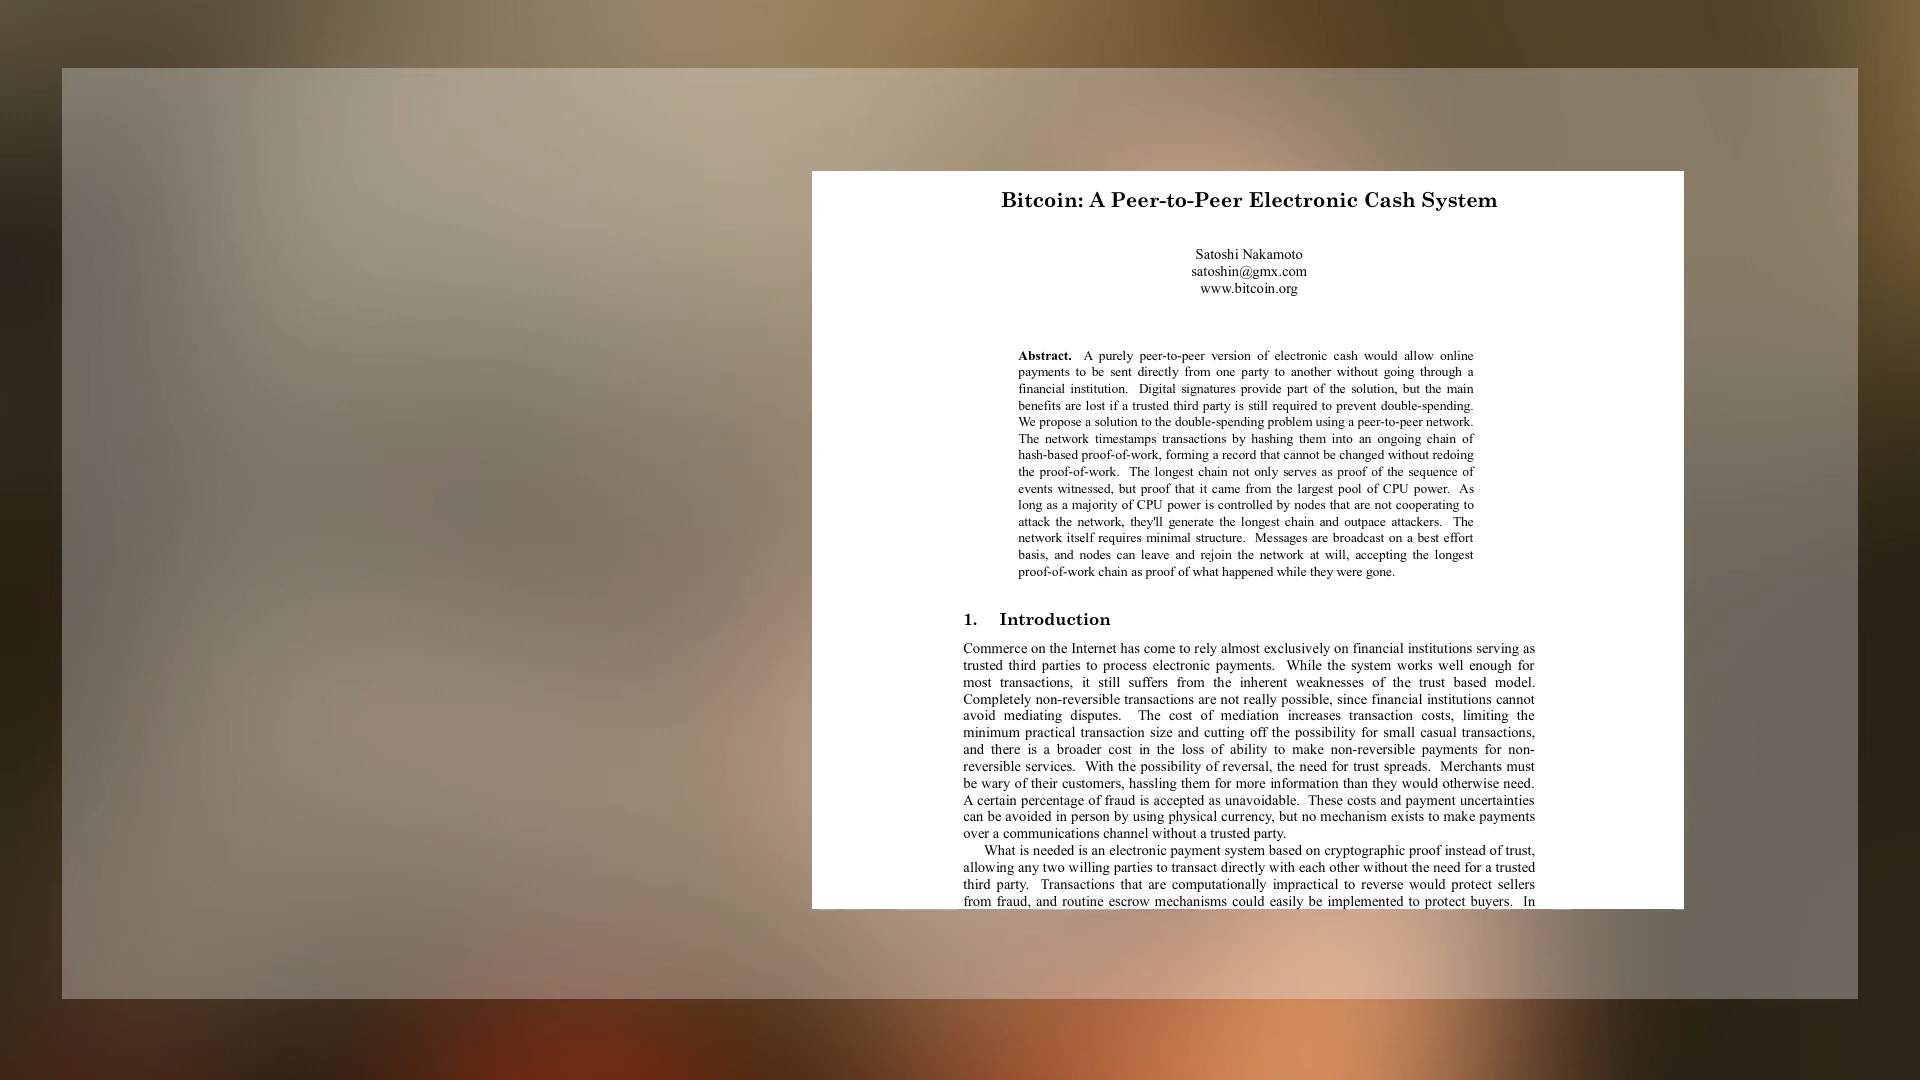 Bitcoin: A Peer-to-Peer Electronic Cash System
Satoshi Nakamoto
satoshin@gmx.com
www.bitcoin.org
Abstract. A purely peer-to-peer version of electronic cash would allow online
payments to be sent directly from one party to another without going through a
financial institution. Digital signatures provide part of the solution, but the main
benefits are lost if a trusted third party is still required to prevent double-spending.
We propose a solution to the double-spending problem using a peer-to-peer network.
The network timestamps transactions by hashing them into an ongoing chain of
hash-based proof-of-work, forming a record that cannot be changed without redoing
the proof-of-work. The longest chain not only serves as proof of the sequence of
events witnessed, but proof that it came from the largest pool of CPU power. As
long as a majority of CPU power is controlled by nodes that are not cooperating to
attack the network, they'll generate the longest chain and outpace attackers. The
network itself requires minimal structure. Messages are broadcast on a best effort
basis, and nodes can leave and rejoin the network at will, accepting the longest
proof-of-work chain as proof of what happened while they were gone.
1. Introduction
Commerce on the Internet has come to rely almost exclusively on financial institutions serving as
trusted third parties to process electronic payments. While the system works well enough for
most transactions, it still suffers from the inherent weaknesses of the trust based model.
Completely non-reversible transactions are not really possible, since financial institutions cannot
avoid mediating disputes. The cost of mediation increases transaction costs, limiting the
minimum practical transaction size and cutting off the possibility for small casual transactions,
and there is a broader cost in the loss of ability to make non-reversible payments for non-
reversible services. With the possibility of reversal, the need for trust spreads. Merchants must
be wary of their customers, hassling them for more information than they would otherwise need.
A certain percentage of fraud is accepted as unavoidable. These costs and payment uncertainties
can be avoided in person by using physical currency, but no mechanism exists to make payments
over a communications channel without a trusted party.
What is needed is an electronic payment system based on cryptographic proof instead of trust,
allowing any two willing parties to transact directly with each other without the need for a trusted
third party. Transactions that are computationally impractical to reverse would protect sellers
from fraud, and routine escrow mechanisms could easily be implemented to protect buyers. In